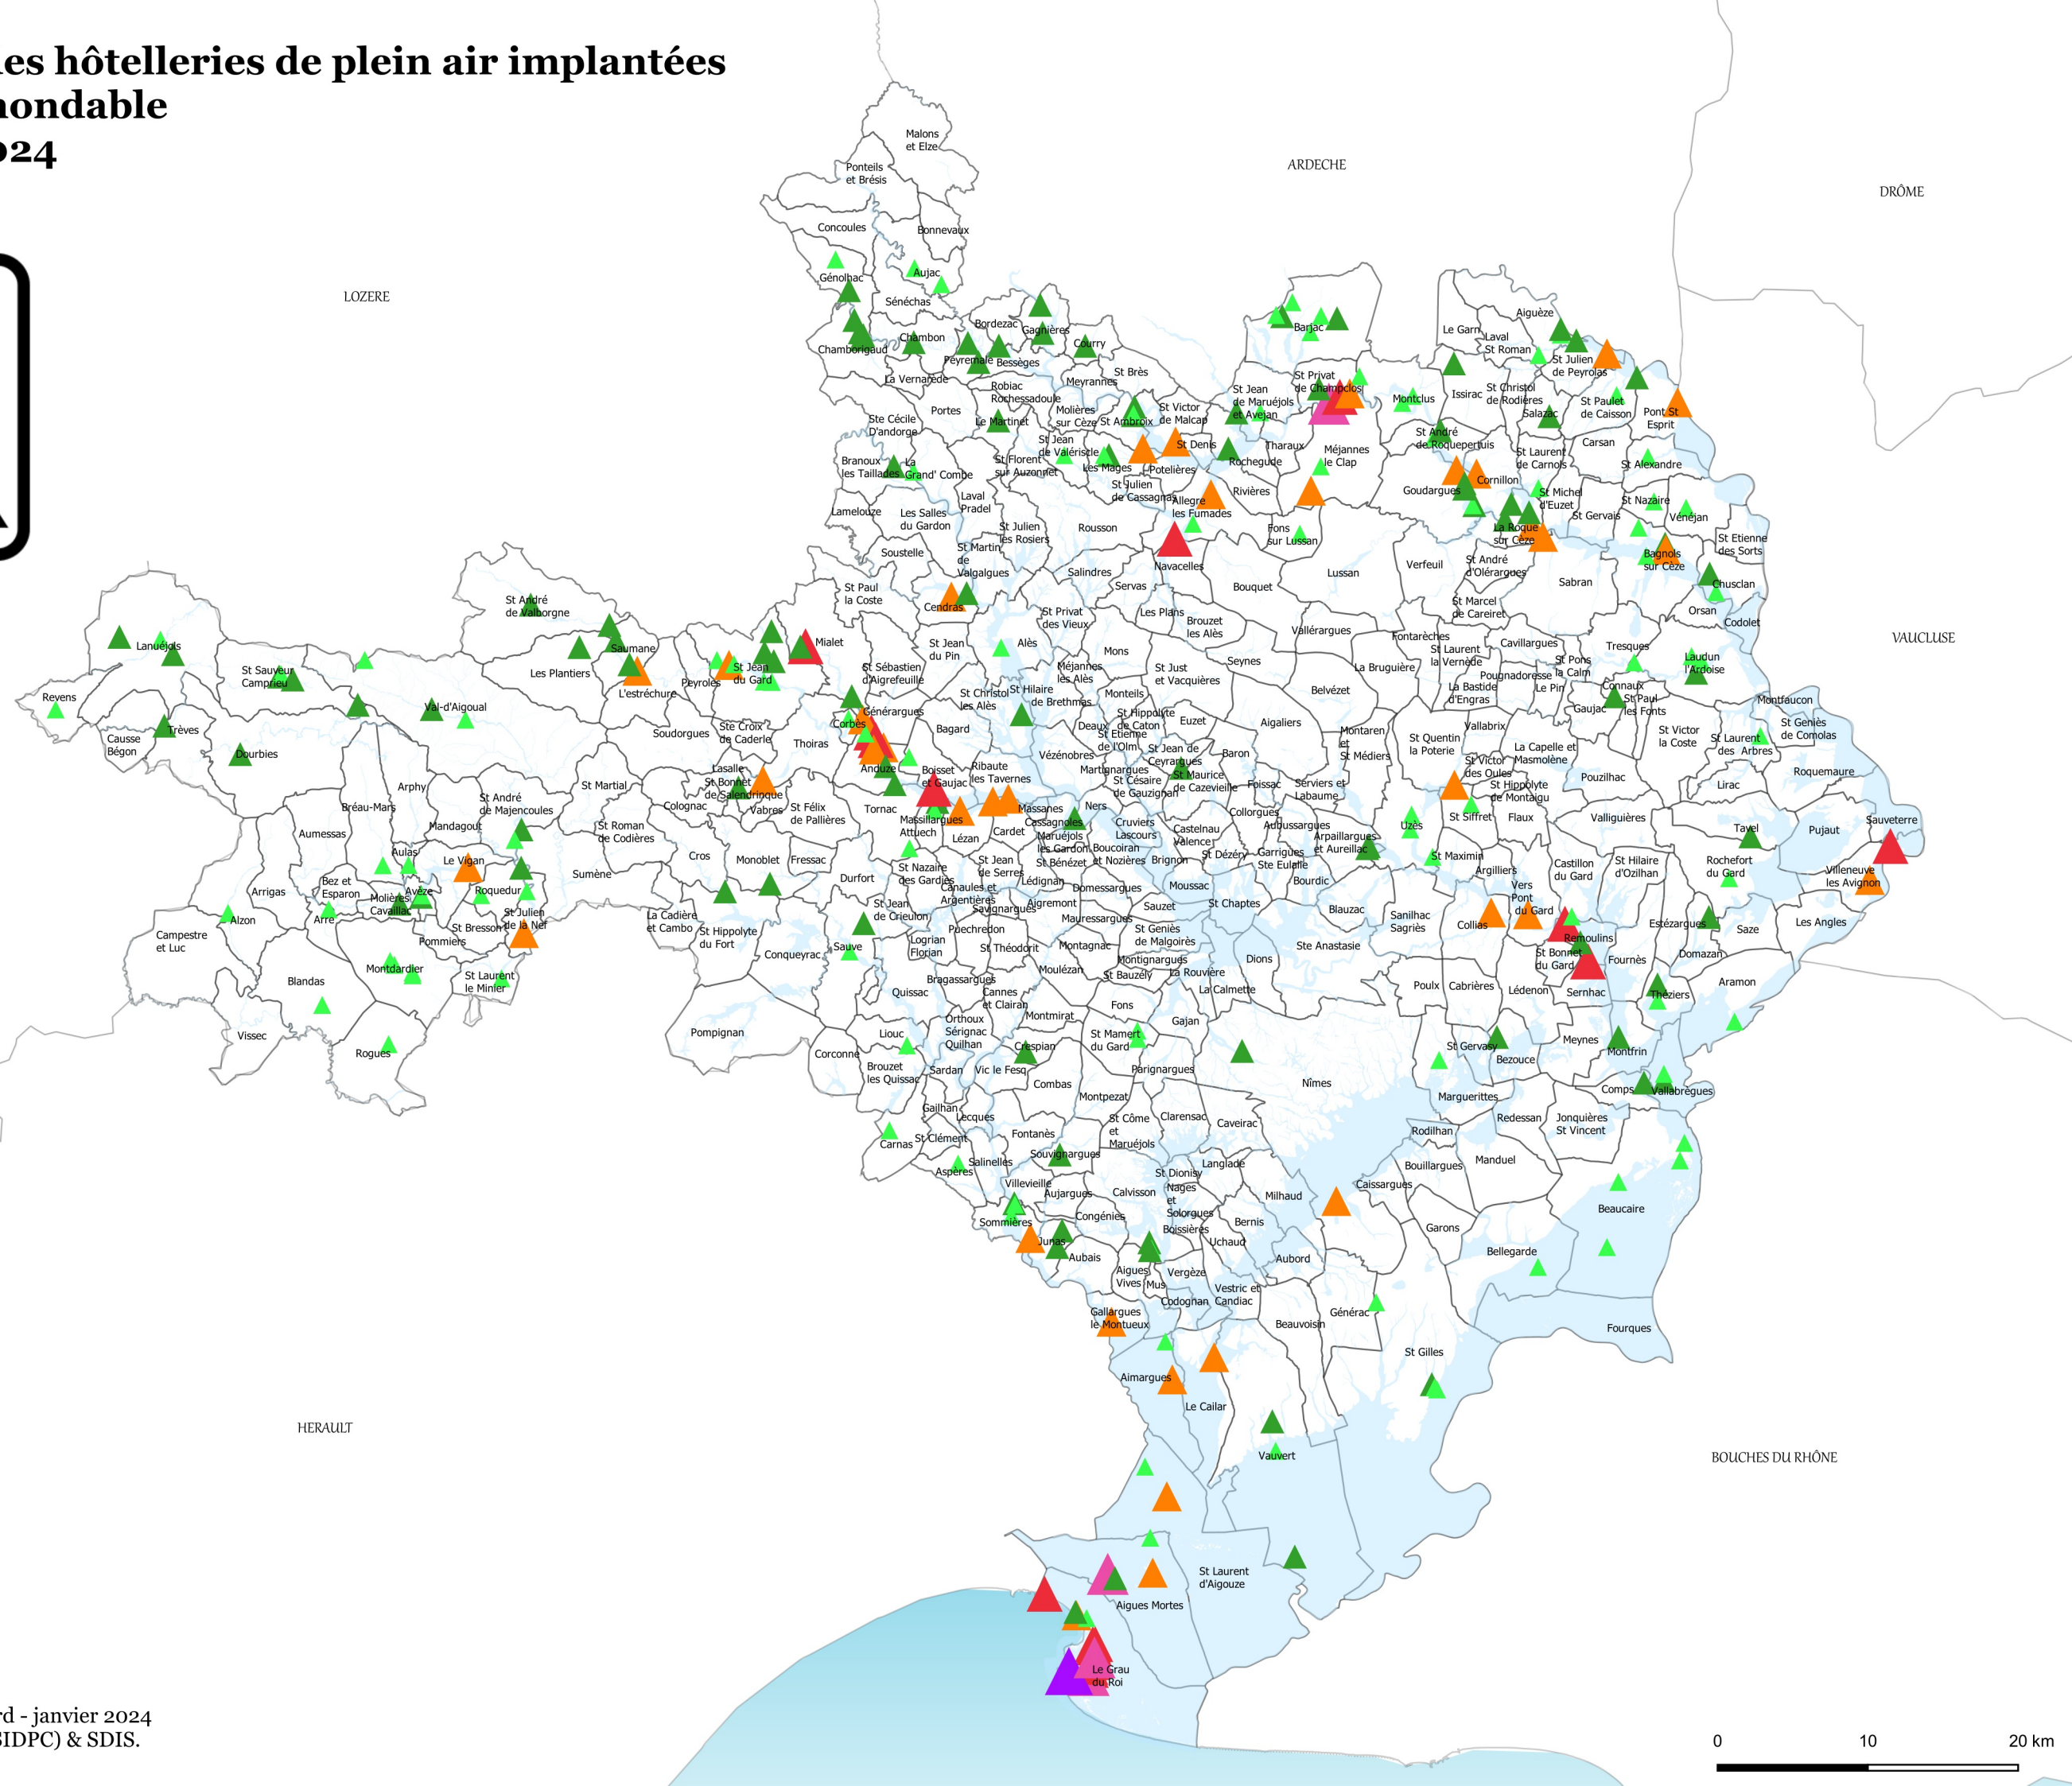 es hôtelleries de plein air implantées
nondable
024
ARDECHE
DRÔME
LOZERE
VAUCLUSE
HERAULT
BOUCHES DU RHÔNE
Malons
et Elze
Ponteils
et Brésis
Concoules
Bonnevaux
Génolhac
Aujac
Sénéchas
Chamborigaud
Chambon
Bordezac
Gagnières
Peyremale
Bessèges
Courry
La Vernarède
Robiac
Rochessadoule
Meyrannes
St Brès
Portes
Le Martinet
Molières
sur Cèze
St Ambroix
St Victor
de Malcap
St Jean
de Maruéjols
et Avejan
Barjac
St Privat
de Champclos
Montclus
Le Garn
Laval
St Roman
Aiguèze
St Julien
de Peyrolas
Issirac
St Christol
de Rodières
Salazac
St Paulet
de Caisson
Pont St
Esprit
Carsan
Ste Cécile
D'andorge
Branoux
les Taillades
La
Grand' Combe
St Florent
sur Auzonnet
St Jean
de Valériscle
Les Mages
St Denis
Potelières
Rochegude
Tharaux
Méjannes
le Clap
St André
de Roquepertuis
St Laurent
de Carnols
St Alexandre
Goudargues
Cornillon
St Michel
d'Euzet
St Nazaire
Vénéjan
St Gervais
Lamelouze
Les Salles
du Gardon
Laval
Pradel
St Julien
de Cassagnas
Allegre
les Fumades
Rivières
Fons
sur Lussan
La Roque
sur Cèze
Bagnols
sur Cèze
St Etienne
des Sorts
Soustelle
St Martin
de
Valgalgues
St Julien
les Rosiers
Rousson
Salindres
Navacelles
Servas
Bouquet
Lussan
Verfeuil
St André
d'Olérargues
Sabran
Chusclan
Orsan
Codolet
St Paul
la Coste
Cendras
St Privat
des Vieux
Les Plans
Brouzet
les Alès
Vallérargues
St Marcel
de Careiret
Fontarèches
Cavillargues
Tresques
Laudun
l'Ardoise
St André
de Valborgne
Saumane
Les Plantiers
L'estréchure
Peyroles
St Jean
du Gard
Mialet
St Sébastien
d'Aigrefeuille
St Jean
du Pin
Alès
Mons
Méjannes
les Alès
St Just
et Vacquières
Seynes
La Bruguière
St Laurent
la Vernède
Pougnadoresse
St Pons
la Calm
Le Pin
Connaux
Gaujac
St Paul
les Fonts
La Bastide
d'Engras
Belvézet
Lanuéjols
St Sauveur
Camprieu
Revens
Trèves
Causse
Bégon
Dourbies
Val-d'Aigoual
Soudorgues
Ste Croix
de Caderle
Thoiras
Corbès
Générargues
Bagard
St Christol
les Alès
St Hilaire
de Brethmas
Monteils
St Hippolyte
de Caton
Deaux
St Etienne
de l'Olm
Euzet
Aigaliers
Montaren
et
St Médiers
St Quentin
la Poterie
Vallabrix
La Capelle et
Masmolène
St Victor
la Coste
St Laurent
des Arbres
Montfaucon
St Geniès
de Comolas
Roquemaure
Lirac
Pouzilhac
Vézénobres
Martignargues
St Jean de
Ceyrargues
St Maurice
de Cazevieille
St Césaire
de Gauzignan
Baron
Foissac
Serviers et
Labaume
St Victor
des Oules
St Hippolyte
de Montaigu
St Siffret
Flaux
Valliguières
Uzès
Anduze
Boisset
et Gaujac
Ribaute
les Tavernes
Lasalle
St Bonnet
de Salendrinque
Vabres
St Félix
de Pallières
Colognac
St Martial
St Roman
de Codières
Tornac
Massillargues
Attuech
Lézan
Massanes
Cassagnoles
Cardet
Maruéjols
les Gardon
Ners
Boucoiran
et Nozières
Cruviers
Lascours
Brignon
Castelnau
Valence
Collorgues
Aubussargues
St Dézéry
Garrigues
Ste Eulalie
Arpaillargues
et Aureillac
St Maximin
Argilliers
Castillon
du Gard
St Hilaire
d'Ozilhan
Tavel
Rochefort
du Gard
Pujaut
Sauveterre
Villeneuve
les Avignon
Les Angles
Arphy
Bréau-Mars
Aumessas
Mandagout
St André
de Majencoules
Aulas
Le Vigan
Bez et
Esparon
Arrigas
Alzon
Arre
Molières
Cavaillac
Avèze
Roquedur
St Bresson
St Julien
de la Nef
Pommiers
Sumène
Cros
Monoblet
Fressac
Durfort
St Nazaire
des Gardies
St Jean
de Serres
St Bénézet
Lédignan
Canaules et
Argentières
Savignargues
Aigremont
Domessargues
Moussac
Bourdic
Sauzet
St Chaptes
Blauzac
Sanilhac
Sagriès
Collias
Vers
Pont
du Gard
Remoulins
St Bonnet
du Gard
Fournès
Estézargues
Saze
Domazan
Aramon
Campestre
et Luc
Blandas
Montdardier
St Laurent
le Minier
Vissec
Rogues
La Cadière
et Cambo
St Hippolyte
du Fort
Conqueyrac
Sauve
St Jean
de Crieulon
Logrian
Florian
Puechredon
St Théodorit
Mauressargues
Montagnac
St Geniès
de Malgoirès
Montignargues
Moulézan
St Bauzély
La Rouvière
La Calmette
Dions
Ste Anastasie
Poulx
Cabrières
Lédenon
Sernhac
Théziers
Pompignan
Quissac
Bragassargues
Cannes
et Clairan
Fons
Montmirat
Gajan
Liouc
Orthoux
Sérignac
Quilhan
Corconne
Brouzet
les Quissac
Sardan
Vic le Fesq
Crespian
St Mamert
du Gard
Parignargues
Combas
Montpezat
Nîmes
St Gervasy
Bezouce
Meynes
Montfrin
Comps
Vallabrègues
Marguerittes
Redessan
Jonquières
St Vincent
Gailhan
Lecques
Carnas
St Clément
Fontanès
Salinelles
Aspères
Souvignargues
St Côme
et
Maruéjols
Clarensac
Caveirac
Rodilhan
Bouillargues
Manduel
Langlade
St Dionisy
Nages
et
Solorgues
Calvisson
Villevieille
Aujargues
Congénies
Sommières
Junas
Aubais
Boissières
Milhaud
Bernis
Uchaud
Caissargues
Garons
Beaucaire
Bellegarde
Aubord
Aigues
Vives
Mus
Vergèze
Codognan
Vestric et
Candiac
Gallargues
le Montueux
Beauvoisin
Générac
Fourques
St Gilles
Aimargues
Le Cailar
Vauvert
St Laurent
d'Aigouze
Aigues Mortes
Le Grau
du Roi
rd - janvier 2024
SIDPC) & SDIS.
0 10 20 km